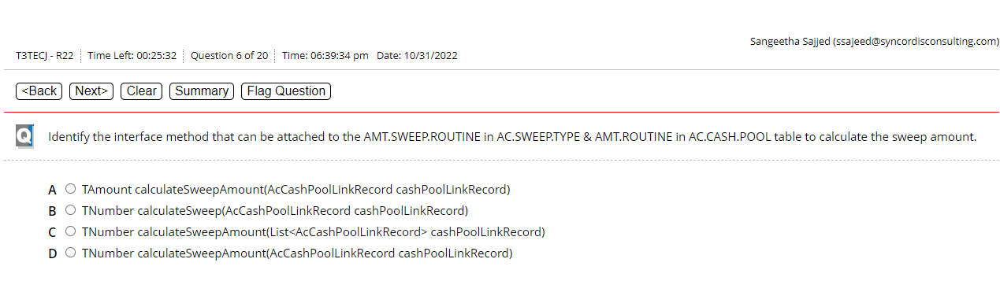 Sangeetha Sajjed (ssajeed@syncordisconsulting.com)
T3TECJ - R22 Time Left: 00:25:32 Question 6 of 20 Time: 06:39:34 pm Date: 10/31/2022
<Back Next> Clear Summary Flag Question
Q Identify the interface method that can be attached to the AMT.SWEEP.ROUTINE in AC.SWEEP.TYPE & AMT.ROUTINE in AC.CASH.POOL table to calculate the sweep amount.
A TAmount calculateSweepAmount(AcCashPoolLinkRecord cashPoolLinkRecord)
B TNumber calculateSweep(AcCashPoolLinkRecord cashPoolLinkRecord)
C TNumber calculateSweepAmount(List<AcCashPoolLinkRecord> cashPoolLinkRecord)
D TNumber calculateSweepAmount(AcCashPoolLinkRecord cashPoolLinkRecord)